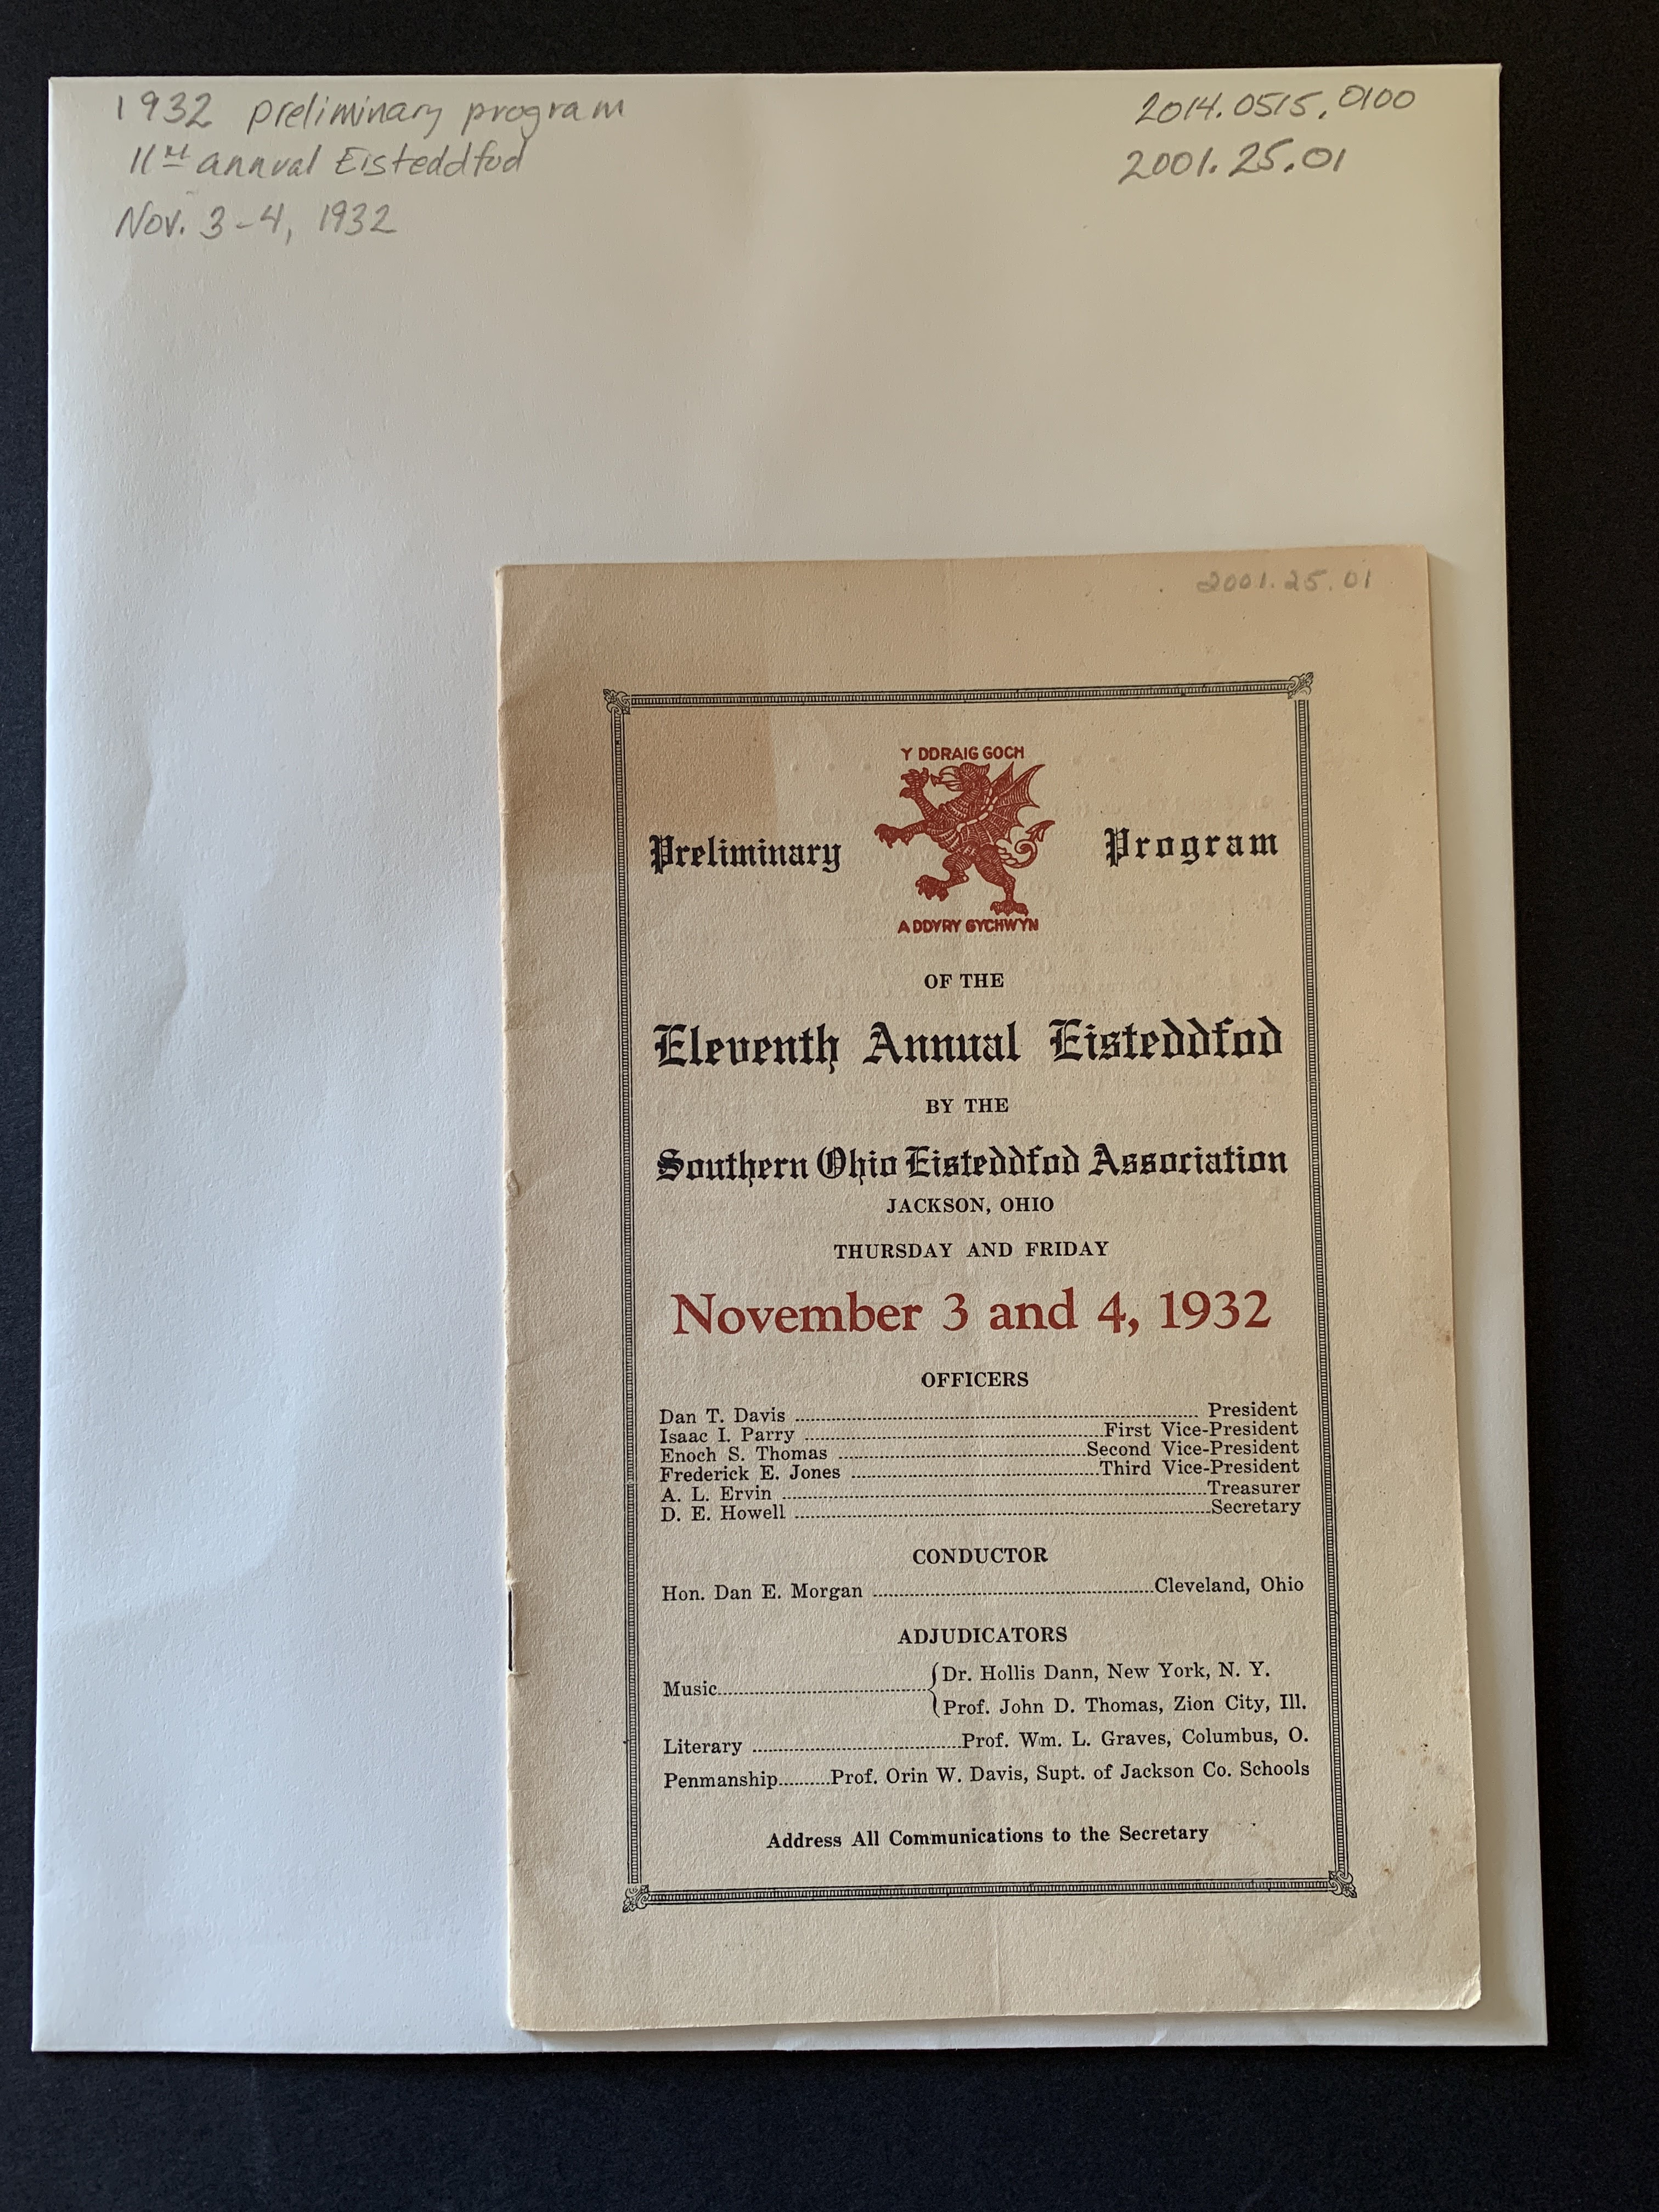 1932 preliminary program
11th annual Eisteddfod
Nov. 3-4, 1932
2014.0515.0100
2001.25.01
2001.25.01
Y DDRAIG GOCH
Preliminary Program
A DDYRY GYCHWYN
OF THE
Eleventh Annual Eisteddfod
BY THE
Southern Ohio Eisteddfod Association
JACKSON, OHIO
THURSDAY AND FRIDAY
November 3 and 4, 1932
OFFICERS
Dan T. Davis ........ President
Isaac I. Parry ........ First Vice-President
Enoch S. Thomas ........ Second Vice-President
Frederick E. Jones ........ Third Vice-President
A. L. Ervin ........ Treasurer
D. E. Howell ........ Secretary
CONDUCTOR
Hon. Dan E. Morgan ........ Cleveland, Ohio
ADJUDICATORS
Music ........ { Dr. Hollis Dann, New York, N. Y.
Prof. John D. Thomas, Zion City, Ill.
Literary ........ Prof. Wm. L. Graves, Columbus, O.
Penmanship ........ Prof. Orin W. Davis, Supt. of Jackson Co. Schools
Address All Communications to the Secretary